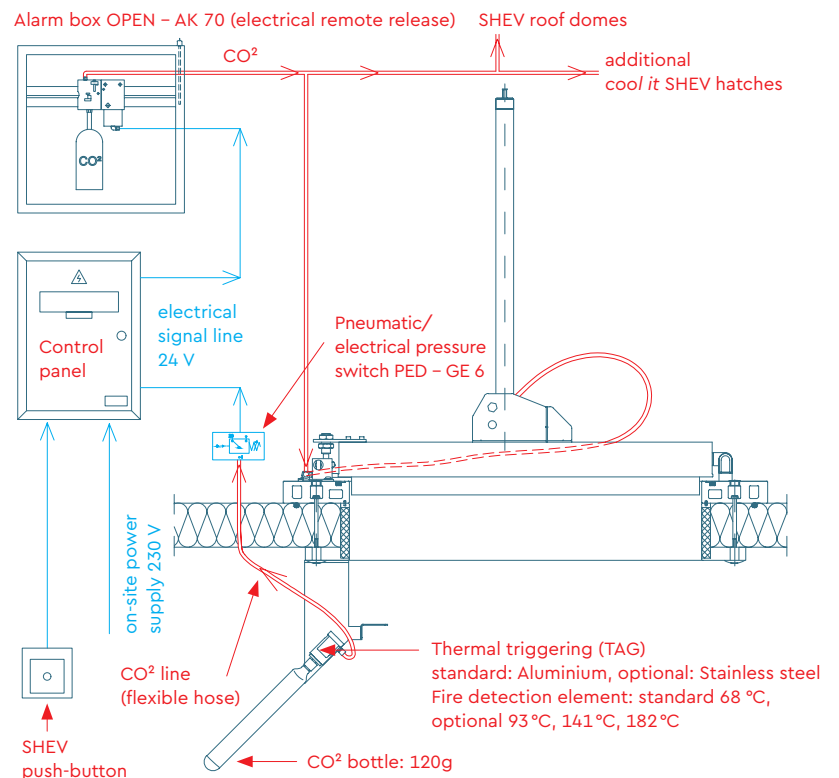 Alarm box OPEN – AK 70 (electrical remote release)
SHEV roof domes
CO²
additional
cool it SHEV hatches
CO²
Control
panel
electrical
signal line
24 V
Pneumatic/
electrical pressure
switch PED – GE 6
on-site power
supply 230 V
CO² line
(flexible hose)
Thermal triggering (TAG)
standard: Aluminium, optional: Stainless steel
Fire detection element: standard 68 °C,
optional 93 °C, 141 °C, 182 °C
SHEV
push-button
CO² bottle: 120g